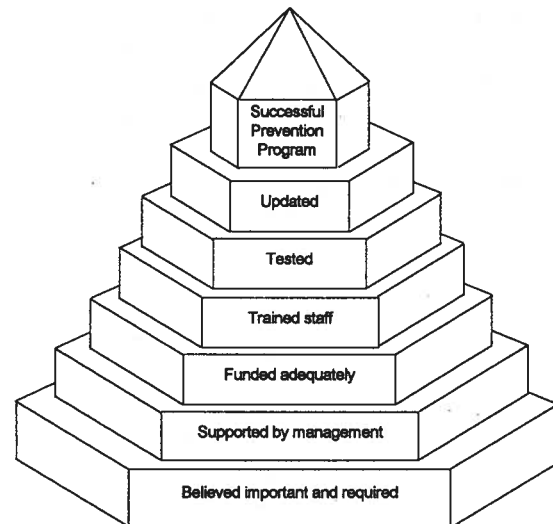 Successful
Prevention
Program
Updated
Tested
Trained staff
Funded adequately
Supported by management
Believed important and required